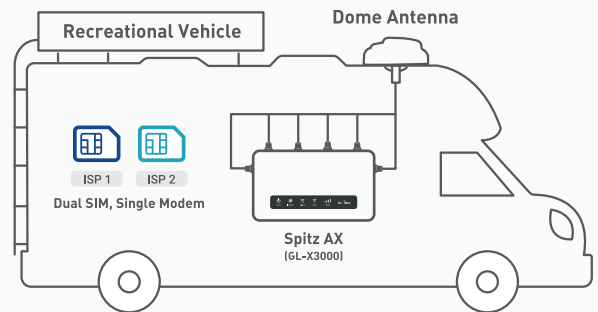 Recreational Vehicle
Dome Antenna
ISP 1
ISP 2
Dual SIM, Single Modem
Spitz AX
(GL-X3000)